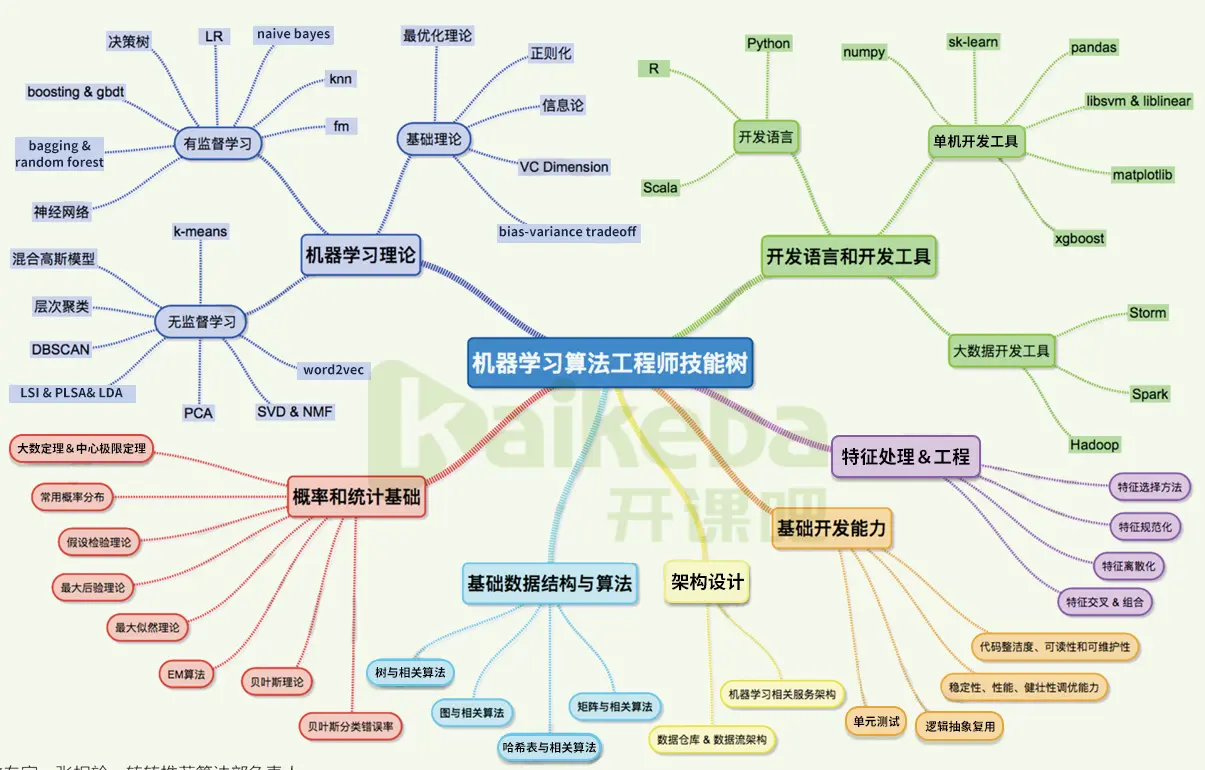 决策树
LR
naive bayes
boosting & gbdt
knn
bagging &
random forest
有监督学习
fm
神经网络
最优化理论
正则化
信息论
基础理论
VC Dimension
bias-variance tradeoff
机器学习理论
k-means
混合高斯模型
层次聚类
无监督学习
DBSCAN
LSI & PLSA& LDA
PCA
SVD & NMF
word2vec
Python
R
开发语言
Scala
numpy
sk-learn
pandas
libsvm & liblinear
单机开发工具
matplotlib
xgboost
开发语言和开发工具
Storm
大数据开发工具
Spark
Hadoop
机器学习算法工程师技能树
kaikeba
开课吧
大数定理＆中心极限定理
常用概率分布
概率和统计基础
假设检验理论
最大后验理论
最大似然理论
EM算法
贝叶斯理论
贝叶斯分类错误率
基础数据结构与算法
树与相关算法
图与相关算法
哈希表与相关算法
矩阵与相关算法
架构设计
机器学习相关服务架构
数据仓库 & 数据流架构
基础开发能力
代码整洁度、可读性和可维护性
稳定性、性能、健壮性调优能力
单元测试
逻辑抽象复用
特征处理＆工程
特征选择方法
特征规范化
特征离散化
特征交叉 & 组合